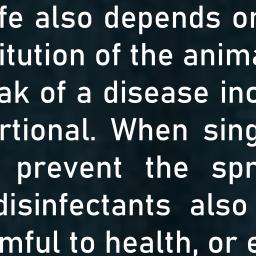 fe also depends on
itution of the anima
ak of a disease inc
rtional. When sing
prevent the spr
disinfectants also
mful to health, or e